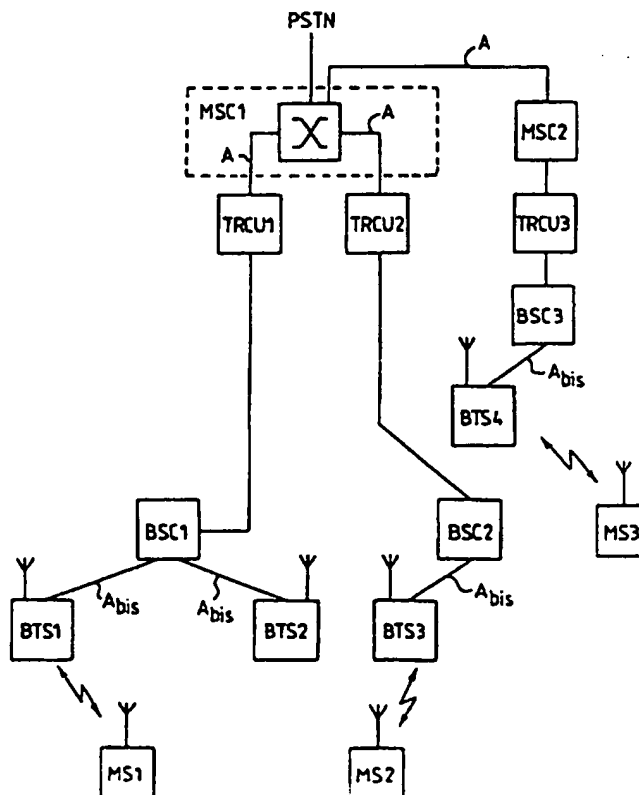 PSTN
A
MSC1
A
A
MSC2
TRCU1
TRCU2
TRCU3
BSC3
Abis
BTS4
BSC1
BSC2
MS3
Abis
Abis
Abis
BTS1
BTS2
BTS3
MS1
MS2